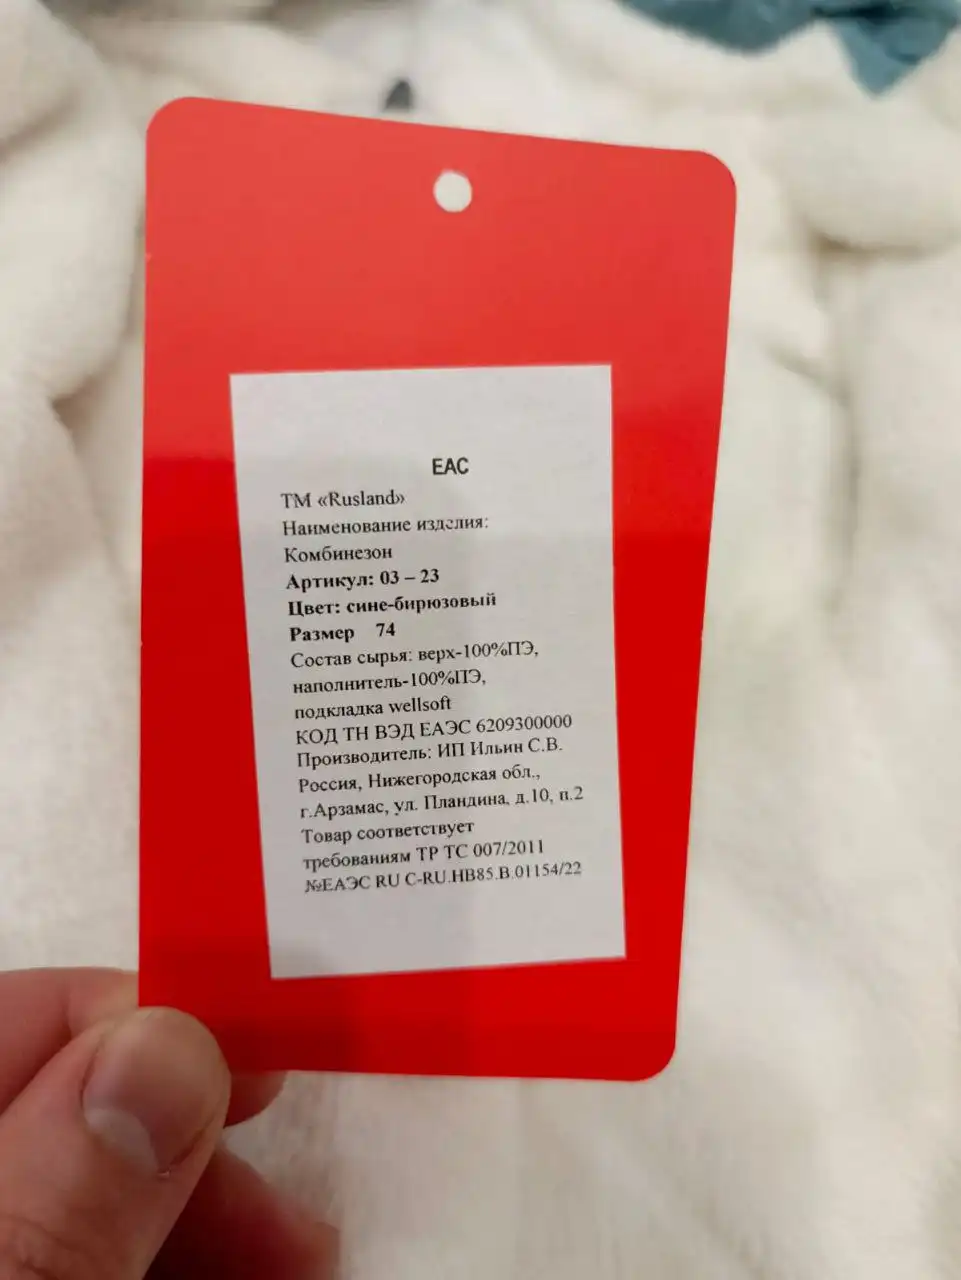 ЕАС
ТМ «Rusland»
Наименование изделия:
Комбинезон
Артикул: 03 – 23
Цвет: сине-бирюзовый
Размер 74
Состав сырья: верх-100%ПЭ,
наполнитель-100%ПЭ,
подкладка wellsoft
КОД ТН ВЭД ЕАЭС 6209300000
Производитель: ИП Ильин С.В.
Россия, Нижегородская обл.,
г.Арзамас, ул. Пландина, д.10, п.2
Товар соответствует
требованиям ТР ТС 007/2011
№ЕАЭС RU C-RU.HB85.B.01154/22